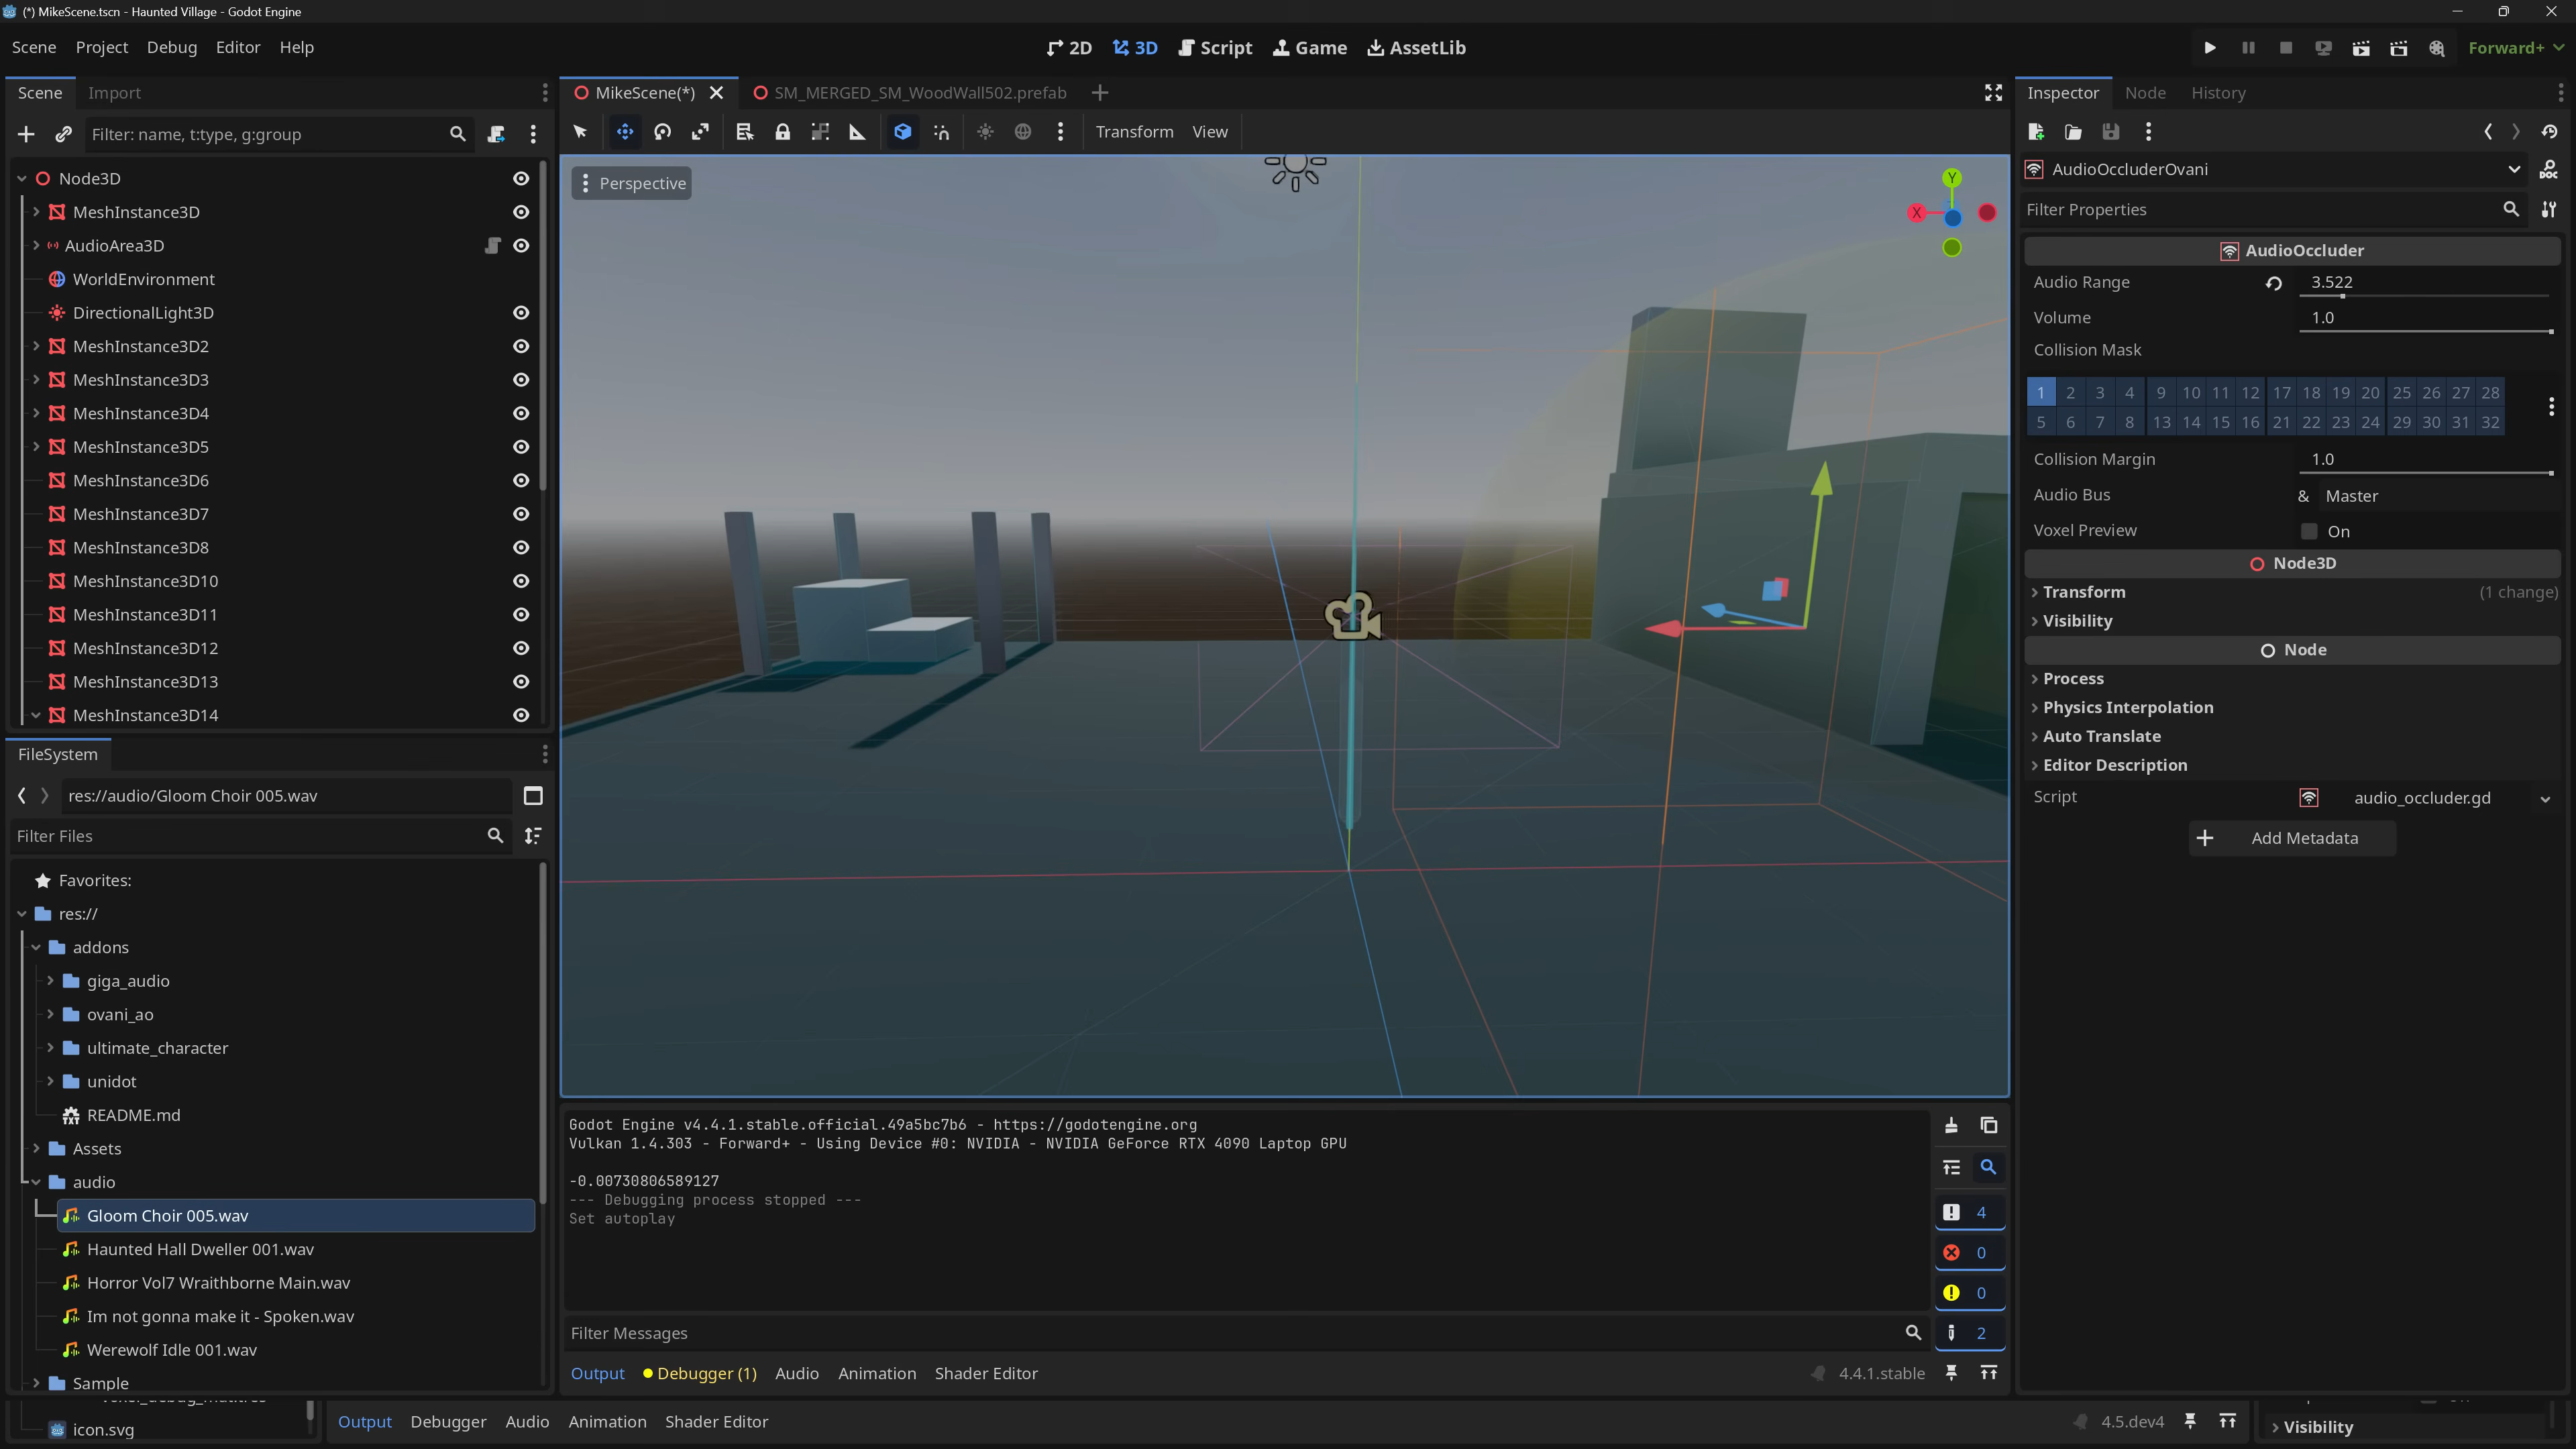 (*) MikeScene.tscn - Haunted Village - Godot Engine
Scene Project Debug Editor Help
2D 3D Script Game AssetLib
Forward+
Scene Import
Filter: name, t:type, g:group
Node3D
MeshInstance3D
AudioArea3D
WorldEnvironment
DirectionalLight3D
MeshInstance3D2
MeshInstance3D3
MeshInstance3D4
MeshInstance3D5
MeshInstance3D6
MeshInstance3D7
MeshInstance3D8
MeshInstance3D10
MeshInstance3D11
MeshInstance3D12
MeshInstance3D13
MeshInstance3D14
FileSystem
res://audio/Gloom Choir 005.wav
Filter Files
Favorites:
res://
addons
giga_audio
ovani_ao
ultimate_character
unidot
README.md
Assets
audio
Gloom Choir 005.wav
Haunted Hall Dweller 001.wav
Horror Vol7 Wraithborne Main.wav
Im not gonna make it - Spoken.wav
Werewolf Idle 001.wav
Sample
icon.svg
MikeScene(*) SM_MERGED_SM_WoodWall502.prefab
Transform View
Perspective
Y
X
Godot Engine v4.4.1.stable.official.49a5bc7b6 - https://godotengine.org
Vulkan 1.4.303 - Forward+ - Using Device #0: NVIDIA - NVIDIA GeForce RTX 4090 Laptop GPU
-0.00730806589127
--- Debugging process stopped ---
Set autoplay
4
0
0
2
Filter Messages
Output Debugger (1) Audio Animation Shader Editor
4.4.1.stable
Output Debugger Audio Animation Shader Editor
4.5.dev4
Inspector Node History
AudioOccluderOvani
DOC
Filter Properties
AudioOccluder
Audio Range 3.522
Volume 1.0
Collision Mask
1 2 3 4 9 10 11 12 17 18 19 20 25 26 27 28
5 6 7 8 13 14 15 16 21 22 23 24 29 30 31 32
Collision Margin 1.0
Audio Bus & Master
Voxel Preview On
Node3D
Transform (1 change)
Visibility
Node
Process
Physics Interpolation
Auto Translate
Editor Description
Script audio_occluder.gd
Add Metadata
Visibility